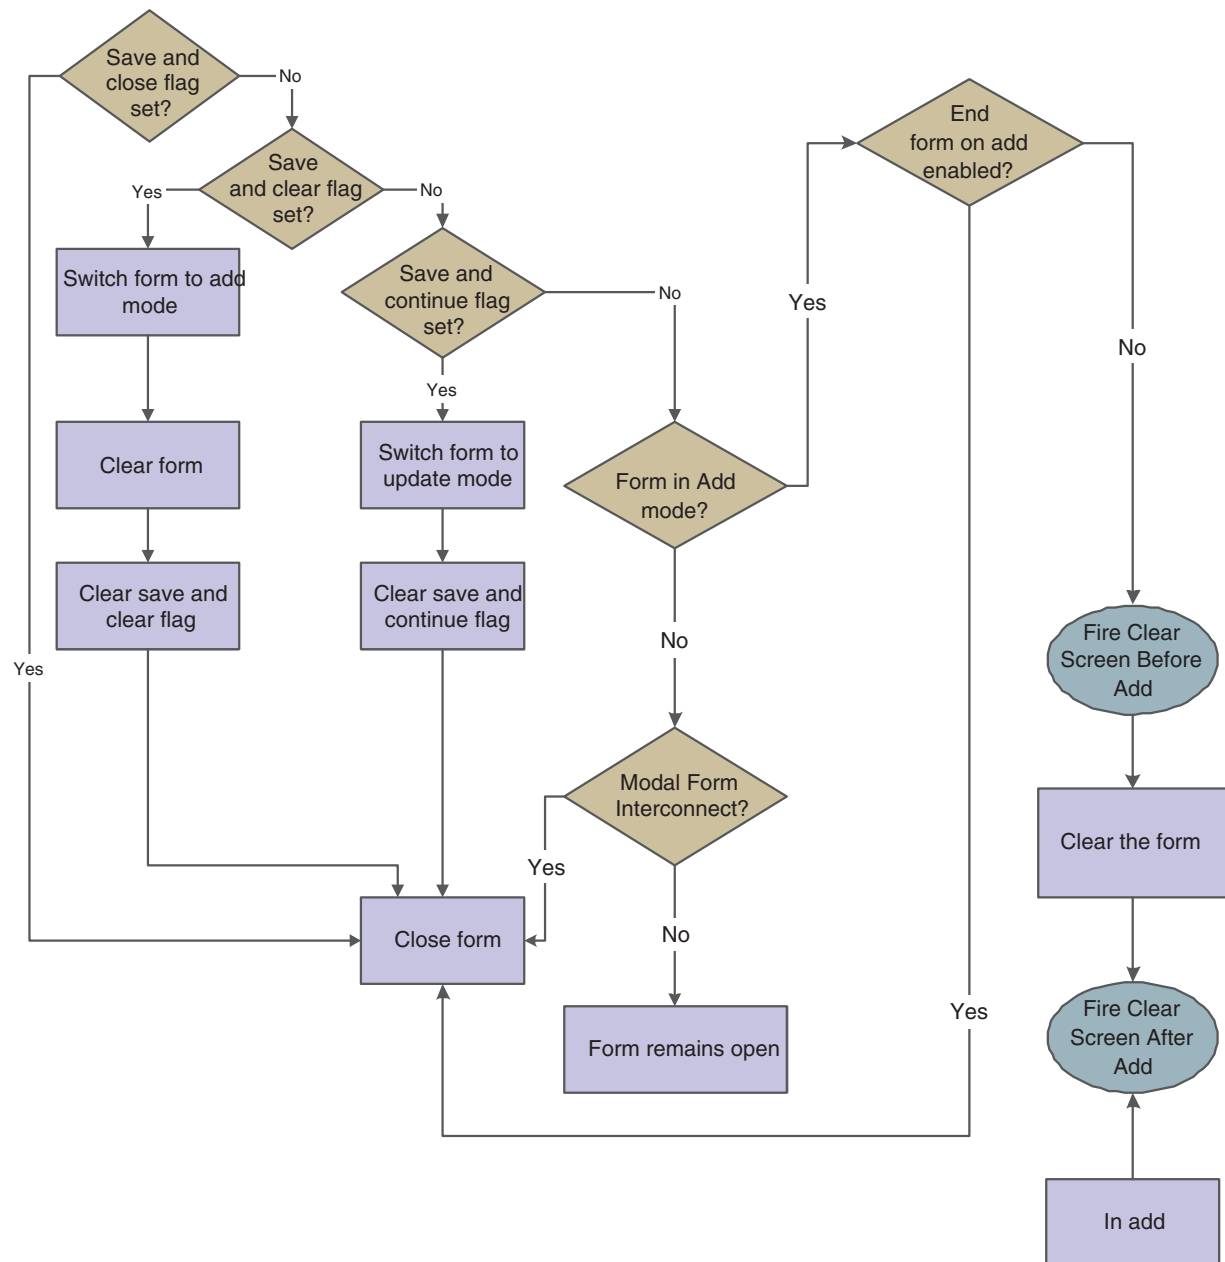 Save and
close flag
set?
No
Save
and clear flag
set?
Yes
No
End
form on add
enabled?
Switch form to add
mode
Save and
continue flag
set?
No
Yes
No
Yes
Clear form
Switch form to
update mode
Form in Add
mode?
Clear save and
clear flag
Clear save and
continue flag
Yes
No
Fire Clear
Screen Before
Add
Modal Form
Interconnect?
Clear the form
Yes
Close form
No
Yes
Form remains open
Fire Clear
Screen After
Add
In add